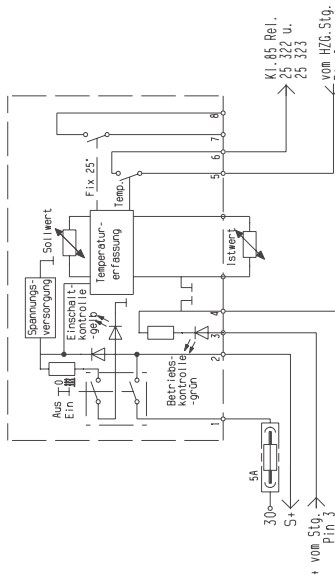 Kl.85 Rel.
25 322 u.
25 323
vom HZG.Stg.
8
7
6
5
4
3
2
1
Fix 25°
Temp.
Sollwert
Temperatur-
erfassung
Istwert
Spannungs-
versorgung
Einschalt-
kontrolle
-gelb
Betriebs-
kontrolle
-grün
Aus
Ein
I
0
5A
30
S+
+ vom Stg.
Pin 3